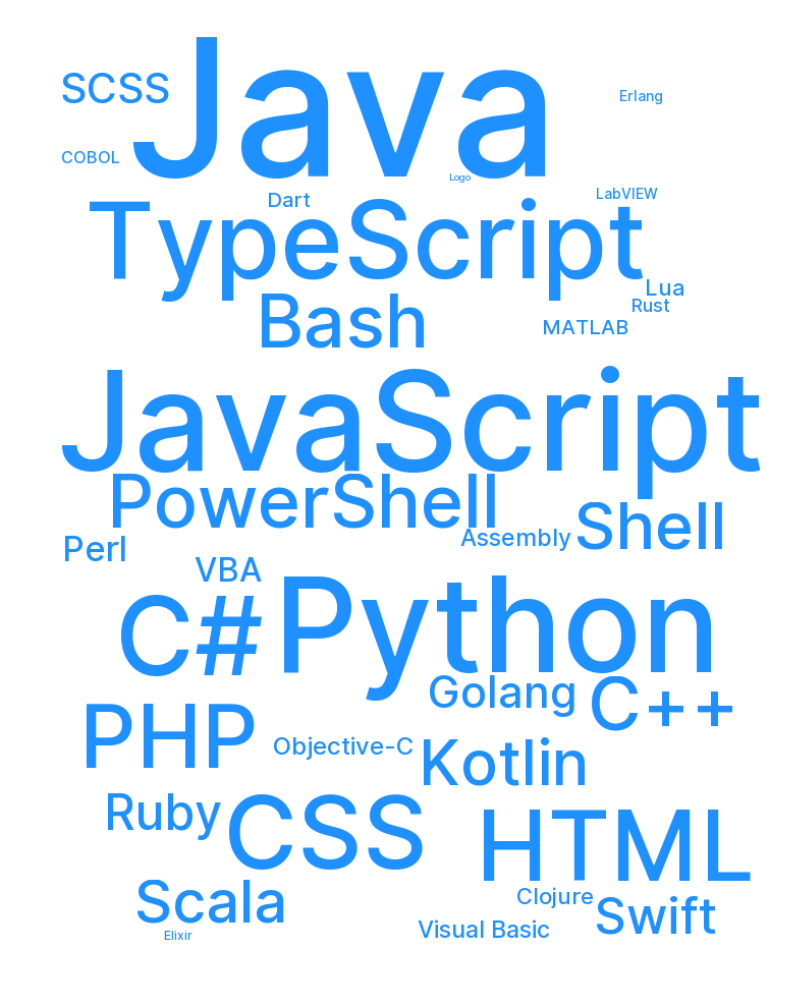 Java
SCSS
Erlang
COBOL
Logo
LabVIEW
Dart
TypeScript
Lua
Rust
Bash
MATLAB
JavaScript
PowerShell
Shell
Assembly
Perl
VBA
Python
C#
Golang
C++
PHP
Objective-C
Kotlin
Ruby
CSS
HTML
Scala
Clojure
Swift
Visual Basic
Elixir